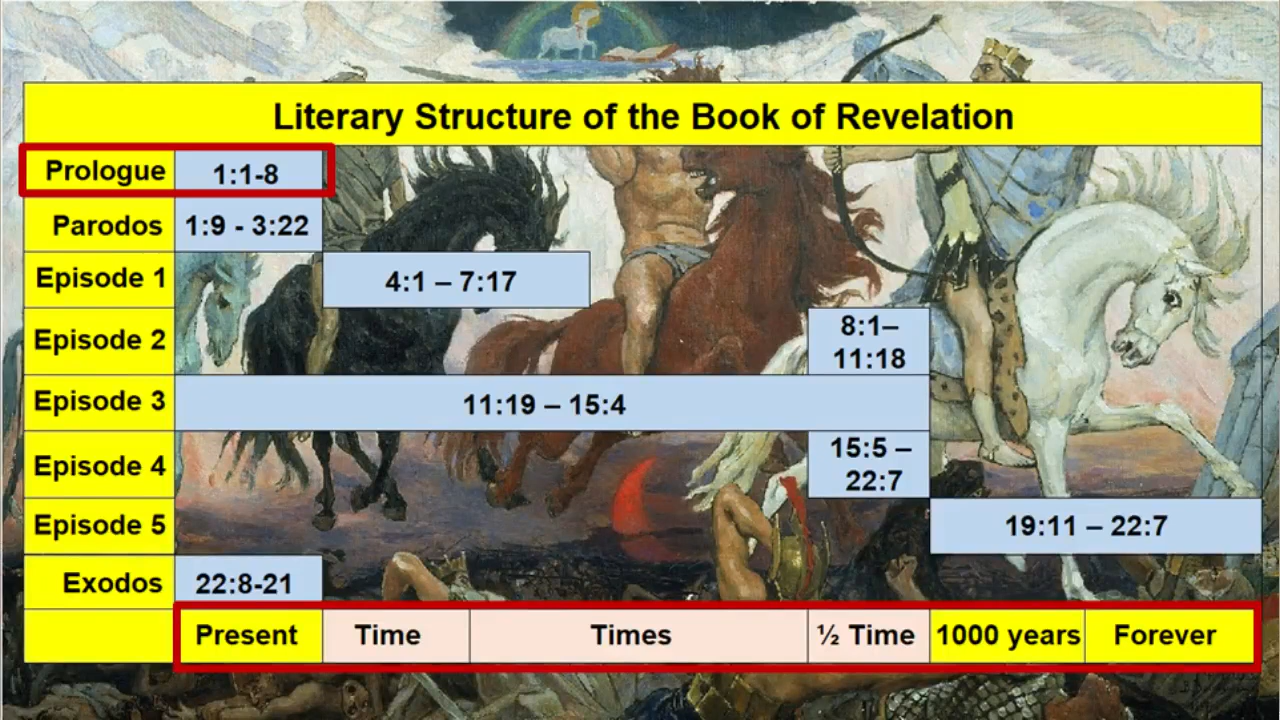 Literary Structure of the Book of Revelation
Prologue 1:1-8
Parodos 1:9 - 3:22
Episode 1 4:1 – 7:17
Episode 2 8:1–
11:18
Episode 3 11:19 – 15:4
Episode 4 15:5 –
22:7
Episode 5 19:11 – 22:7
Exodos 22:8-21
Present Time Times ½ Time 1000 years Forever